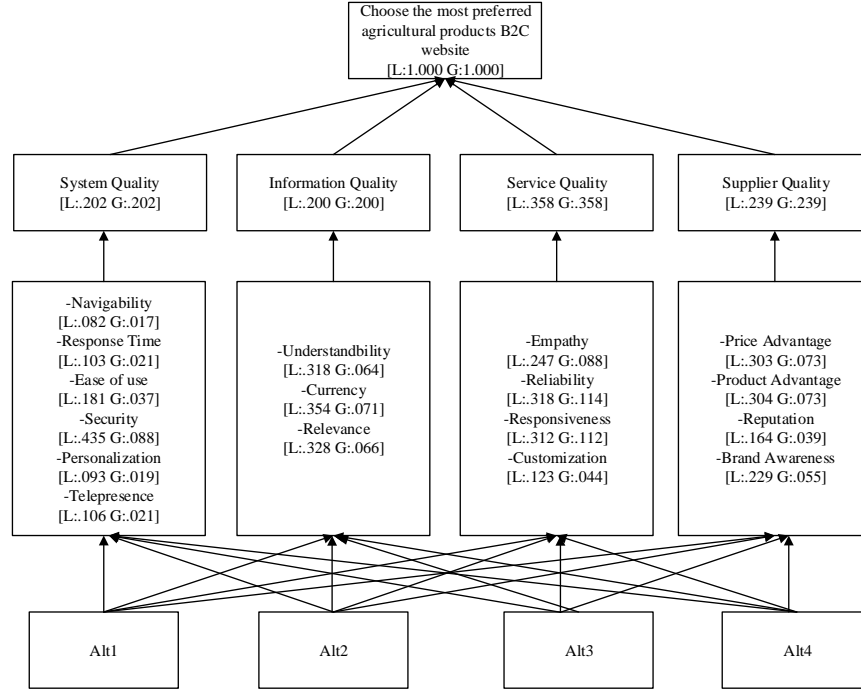 Choose the most preferred
agricultural products B2C
website
[L:1.000 G:1.000]
System Quality
[L:.202 G:.202]
Information Quality
[L:.200 G:.200]
Service Quality
[L:.358 G:.358]
Supplier Quality
[L:.239 G:.239]
-Navigability
[L:.082 G:.017]
-Response Time
[L:.103 G:.021]
-Ease of use
[L:.181 G:.037]
-Security
[L:.435 G:.088]
-Personalization
[L:.093 G:.019]
-Telepresence
[L:.106 G:.021]
-Understandbility
[L:.318 G:.064]
-Currency
[L:.354 G:.071]
-Relevance
[L:.328 G:.066]
-Empathy
[L:.247 G:.088]
-Reliability
[L:.318 G:.114]
-Responsiveness
[L:.312 G:.112]
-Customization
[L:.123 G:.044]
-Price Advantage
[L:.303 G:.073]
-Product Advantage
[L:.304 G:.073]
-Reputation
[L:.164 G:.039]
-Brand Awareness
[L:.229 G:.055]
Alt1
Alt2
Alt3
Alt4